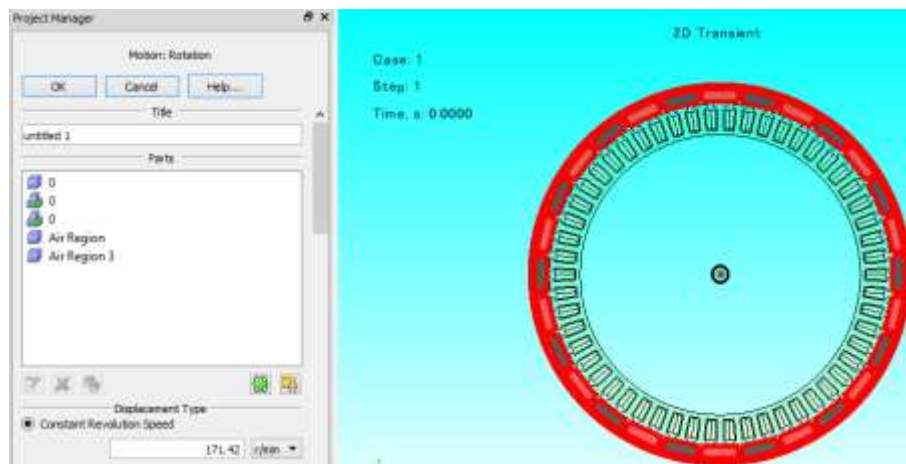 Project Manager
Motion: Rotation
OK
Cancel
Help...
Title
untitled 1
Parts
0
0
0
Air Region
Air Region 3
Displacement Type
Constant Revolution Speed
171.42
r/min
2D Transient
Case: 1
Step: 1
Time, s: 0.0000